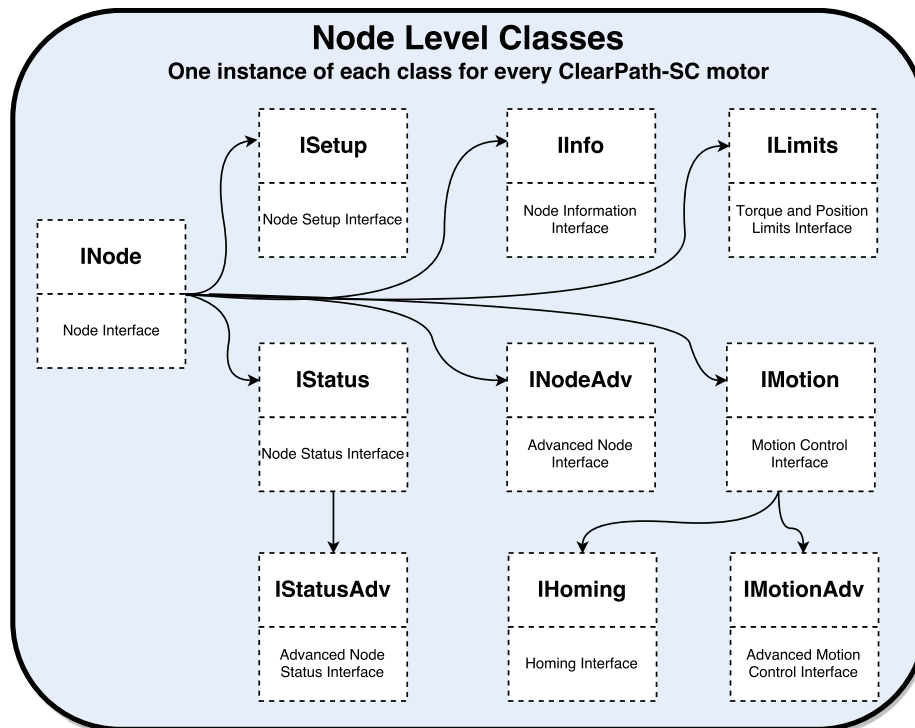 Node Level Classes
One instance of each class for every ClearPath-SC motor
ISetup
Node Setup Interface
IInfo
Node Information
Interface
ILimits
Torque and Position
Limits Interface
INode
Node Interface
IStatus
Node Status Interface
INodeAdv
Advanced Node
Interface
IMotion
Motion Control
Interface
IStatusAdv
Advanced Node
Status Interface
IHoming
Homing Interface
IMotionAdv
Advanced Motion
Control Interface